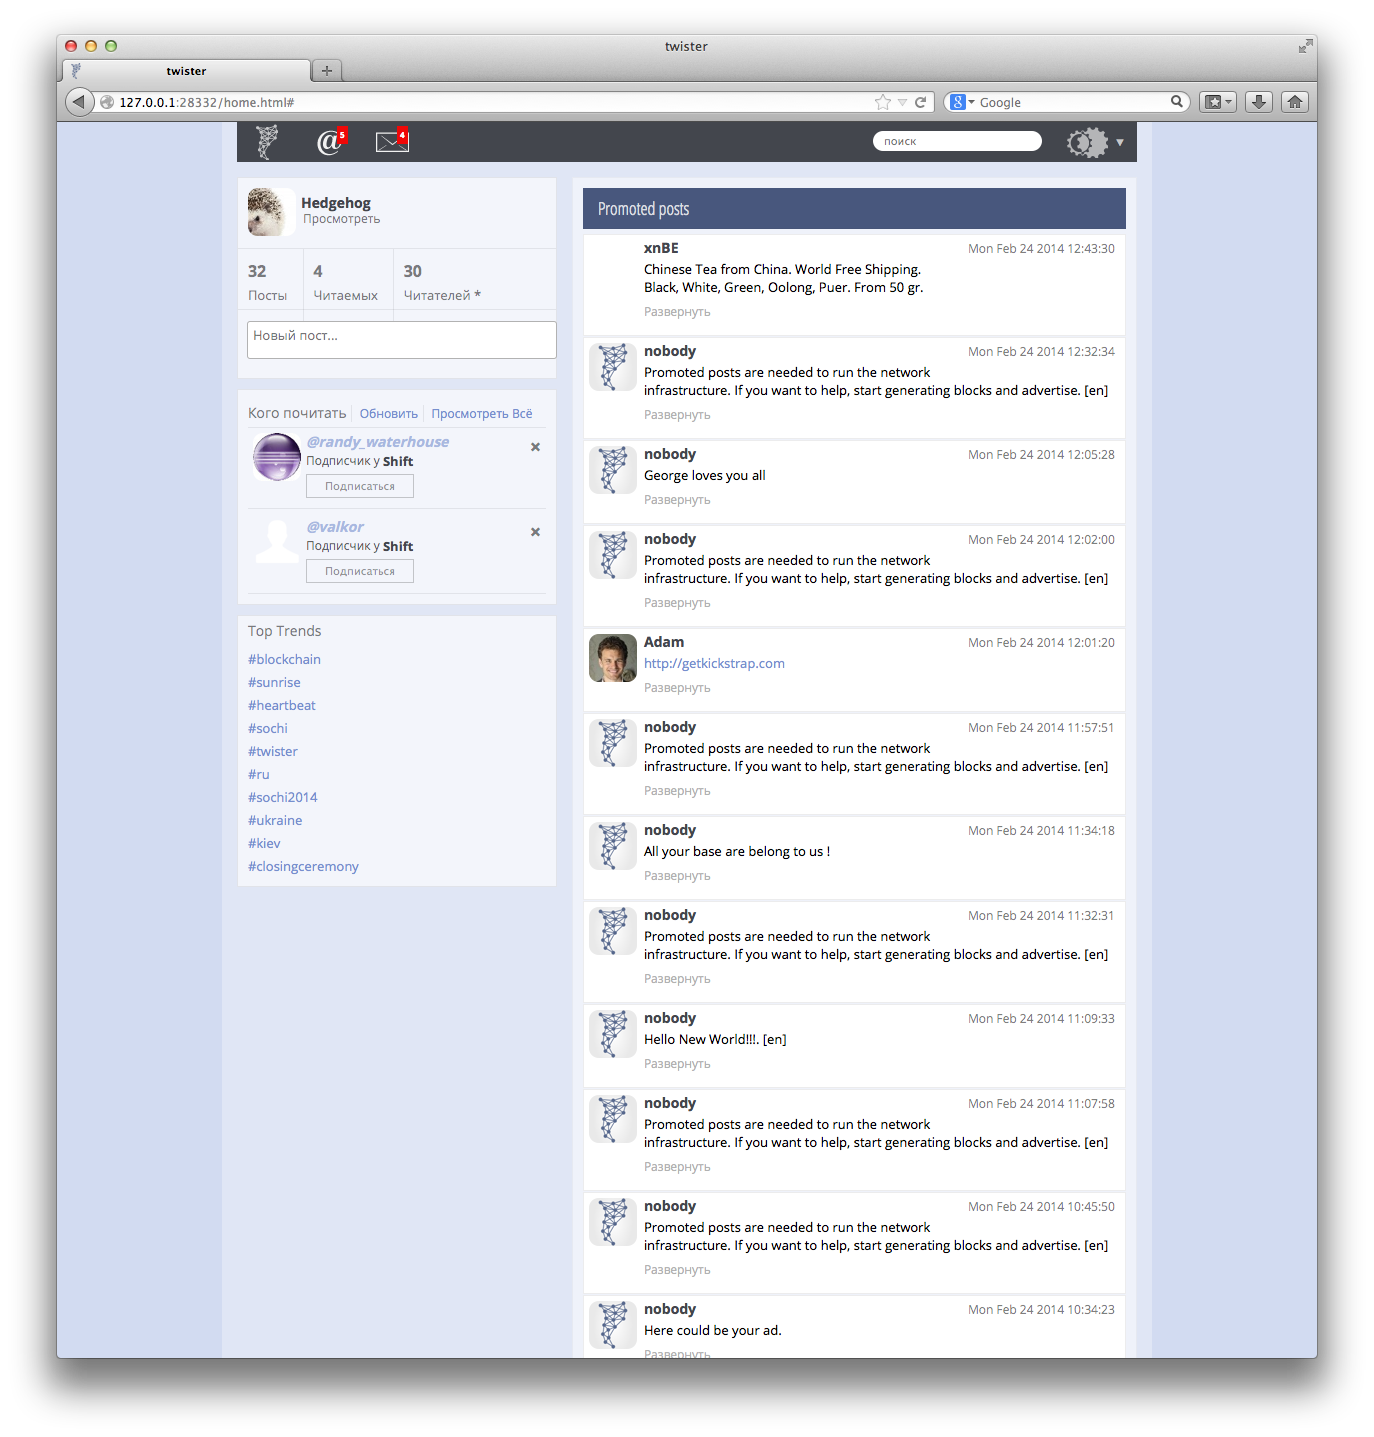 twister
twister
127.0.0.1:28332/home.html#
Google
@ 5
4
поиск
Hedgehog
Просмотреть
32
Посты
4
Читаемых
30
Читателей *
Новый пост...
Кого почитать
Обновить
Просмотреть Всё
@randy_waterhouse
Подписчик у Shift
Подписаться
@valkor
Подписчик у Shift
Подписаться
Top Trends
#blockchain
#sunrise
#heartbeat
#sochi
#twister
#ru
#sochi2014
#ukraine
#kiev
#closingceremony
Promoted posts
xnBE
Mon Feb 24 2014 12:43:30
Chinese Tea from China. World Free Shipping.
Black, White, Green, Oolong, Puer. From 50 gr.
Развернуть
nobody
Mon Feb 24 2014 12:32:34
Promoted posts are needed to run the network
infrastructure. If you want to help, start generating blocks and advertise. [en]
Развернуть
nobody
Mon Feb 24 2014 12:05:28
George loves you all
Развернуть
nobody
Mon Feb 24 2014 12:02:00
Promoted posts are needed to run the network
infrastructure. If you want to help, start generating blocks and advertise. [en]
Развернуть
Adam
Mon Feb 24 2014 12:01:20
http://getkickstrap.com
Развернуть
nobody
Mon Feb 24 2014 11:57:51
Promoted posts are needed to run the network
infrastructure. If you want to help, start generating blocks and advertise. [en]
Развернуть
nobody
Mon Feb 24 2014 11:34:18
All your base are belong to us !
Развернуть
nobody
Mon Feb 24 2014 11:32:31
Promoted posts are needed to run the network
infrastructure. If you want to help, start generating blocks and advertise. [en]
Развернуть
nobody
Mon Feb 24 2014 11:09:33
Hello New World!!!. [en]
Развернуть
nobody
Mon Feb 24 2014 11:07:58
Promoted posts are needed to run the network
infrastructure. If you want to help, start generating blocks and advertise. [en]
Развернуть
nobody
Mon Feb 24 2014 10:45:50
Promoted posts are needed to run the network
infrastructure. If you want to help, start generating blocks and advertise. [en]
Развернуть
nobody
Mon Feb 24 2014 10:34:23
Here could be your ad.
Развернуть